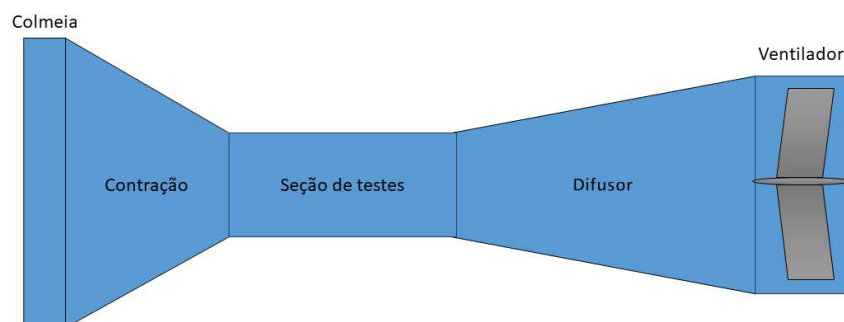 Colmeia
Ventilador
Contração
Seção de testes
Difusor